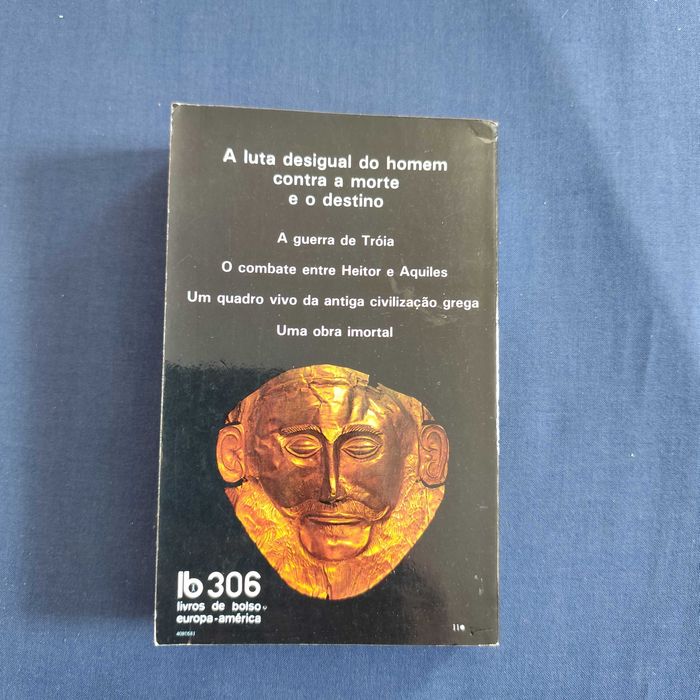 A luta desigual do homem
contra a morte
e o destino
A guerra de Tróia
O combate entre Heitor e Aquiles
Um quadro vivo da antiga civilização grega
Uma obra imortal
lb 306
livros de bolso
europa-américa